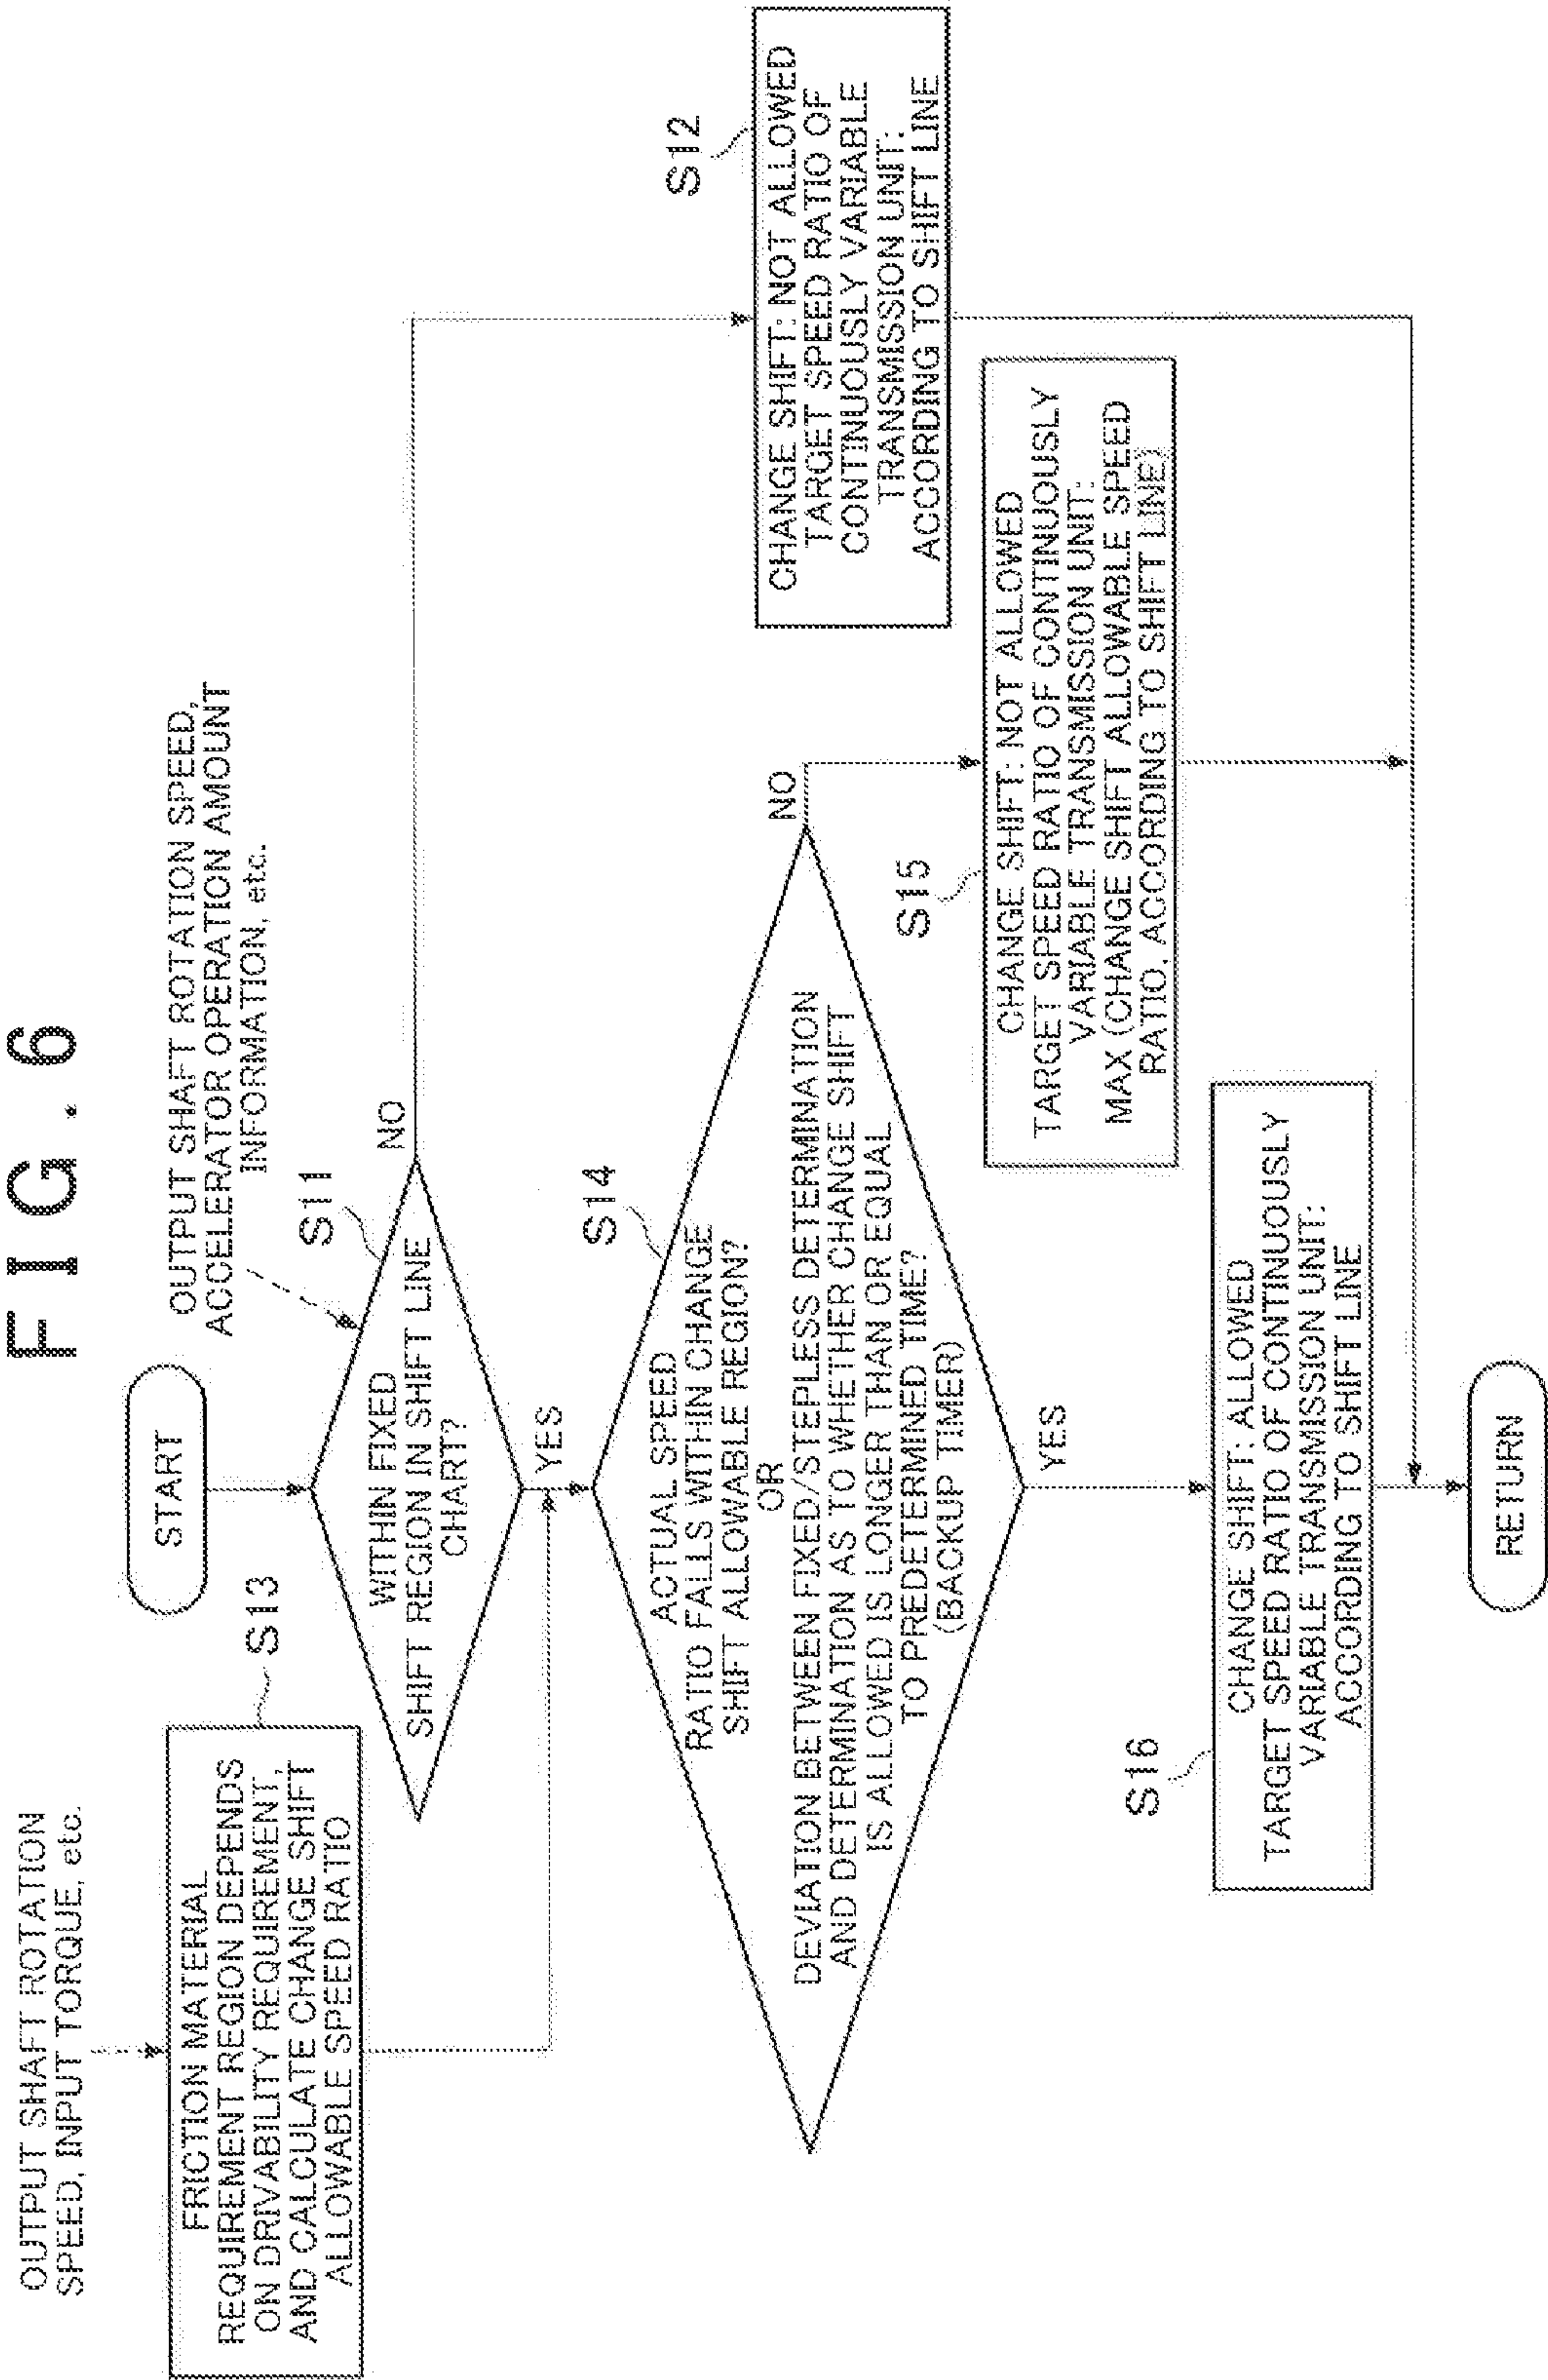 FIG. 6
START
OUTPUT SHAFT ROTATION SPEED,
ACCELERATOR OPERATION AMOUNT
INFORMATION, etc.
S11
WITHIN FIXED
SHIFT REGION IN SHIFT LINE
CHART?
NO
YES
OUTPUT SHAFT ROTATION
SPEED, INPUT TORQUE, etc.
S13
FRICTION MATERIAL
REQUIREMENT REGION DEPENDS
ON DRIVABILITY REQUIREMENT,
AND CALCULATE CHANGE SHIFT
ALLOWABLE SPEED RATIO
S14
ACTUAL SPEED
RATIO FALLS WITHIN CHANGE
SHIFT ALLOWABLE REGION?
OR
DEVIATION BETWEEN FIXED/STEPLESS DETERMINATION
AND DETERMINATION AS TO WHETHER CHANGE SHIFT
IS ALLOWED IS LONGER THAN OR EQUAL
TO PREDETERMINED TIME?
(BACKUP TIMER)
NO
YES
S12
CHANGE SHIFT: NOT ALLOWED
TARGET SPEED RATIO OF
CONTINUOUSLY VARIABLE
TRANSMISSION UNIT:
ACCORDING TO SHIFT LINE
S15
CHANGE SHIFT: NOT ALLOWED
TARGET SPEED RATIO OF CONTINUOUSLY
VARIABLE TRANSMISSION UNIT:
MAX (CHANGE SHIFT ALLOWABLE SPEED
RATIO, ACCORDING TO SHIFT LINE)
S16
CHANGE SHIFT: ALLOWED
TARGET SPEED RATIO OF CONTINUOUSLY
VARIABLE TRANSMISSION UNIT:
ACCORDING TO SHIFT LINE
RETURN